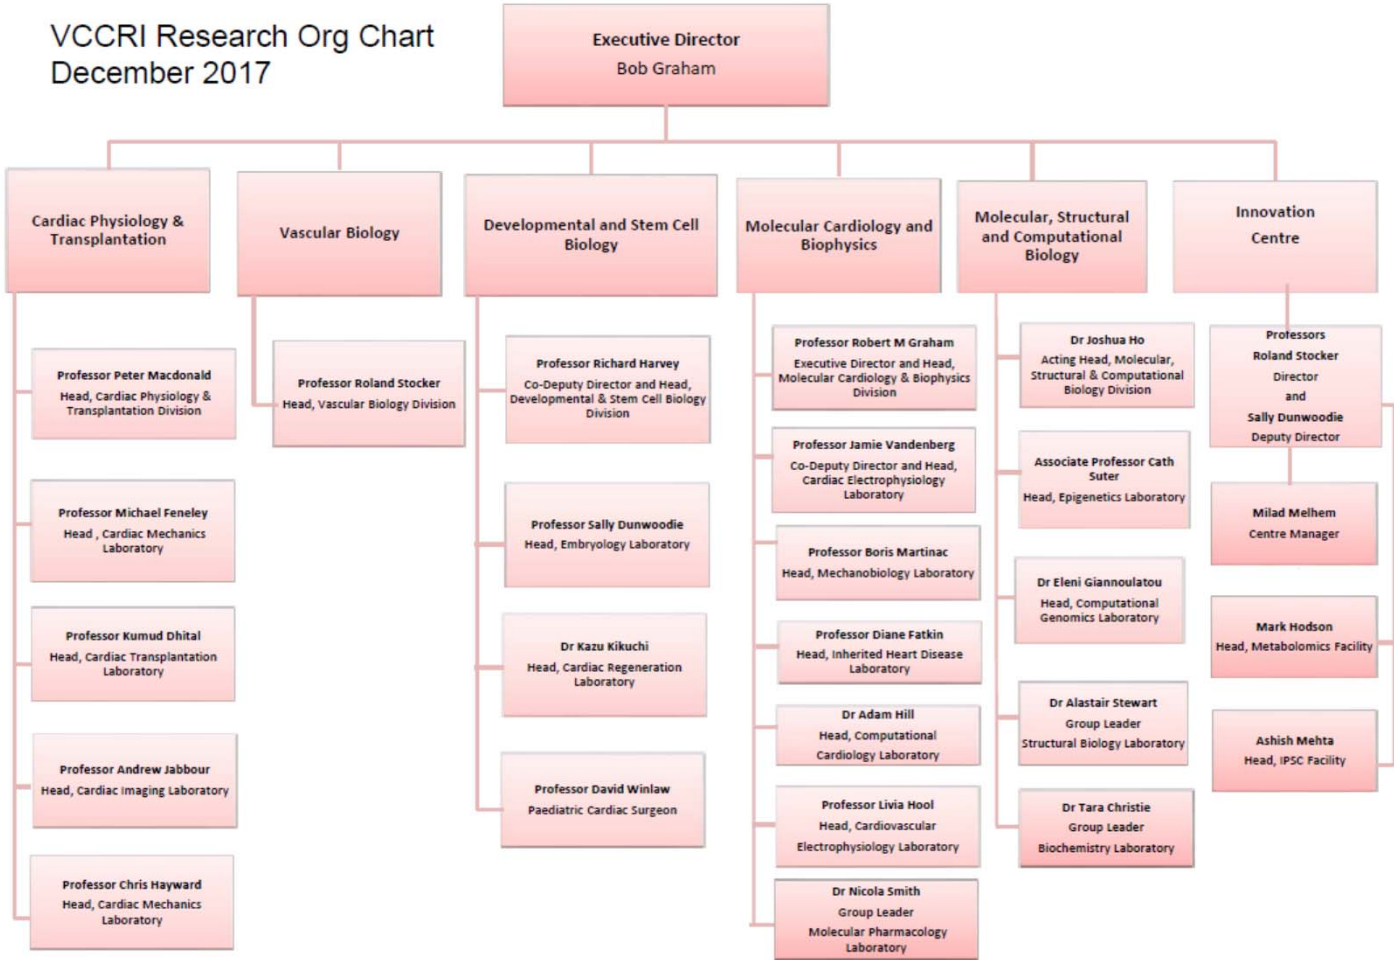 VCCRI Research Org Chart
December 2017
Executive Director
Bob Graham
Cardiac Physiology &
Transplantation
Vascular Biology
Developmental and Stem Cell
Biology
Molecular Cardiology and
Biophysics
Molecular, Structural
and Computational
Biology
Innovation
Centre
Professor Peter Macdonald
Head, Cardiac Physiology &
Transplantation Division
Professor Michael Feneley
Head , Cardiac Mechanics
Laboratory
Professor Kumud Dhital
Head, Cardiac Transplantation
Laboratory
Professor Andrew Jabbour
Head, Cardiac Imaging Laboratory
Professor Chris Hayward
Head, Cardiac Mechanics
Laboratory
Professor Roland Stocker
Head, Vascular Biology Division
Professor Richard Harvey
Co-Deputy Director and Head,
Developmental & Stem Cell Biology
Division
Professor Sally Dunwoodie
Head, Embryology Laboratory
Dr Kazu Kikuchi
Head, Cardiac Regeneration
Laboratory
Professor David Winlaw
Paediatric Cardiac Surgeon
Professor Robert M Graham
Executive Director and Head,
Molecular Cardiology & Biophysics
Division
Professor Jamie Vandenberg
Co-Deputy Director and Head,
Cardiac Electrophysiology
Laboratory
Professor Boris Martinac
Head, Mechanobiology Laboratory
Professor Diane Fatkin
Head, Inherited Heart Disease
Laboratory
Dr Adam Hill
Head, Computational
Cardiology Laboratory
Professor Livia Hool
Head, Cardiovascular
Electrophysiology Laboratory
Dr Nicola Smith
Group Leader
Molecular Pharmacology
Laboratory
Dr Joshua Ho
Acting Head, Molecular,
Structural & Computational
Biology Division
Associate Professor Cath
Suter
Head, Epigenetics Laboratory
Dr Eleni Giannoulatou
Head, Computational
Genomics Laboratory
Dr Alastair Stewart
Group Leader
Structural Biology Laboratory
Dr Tara Christie
Group Leader
Biochemistry Laboratory
Professors
Roland Stocker
Director
and
Sally Dunwoodie
Deputy Director
Milad Melhem
Centre Manager
Mark Hodson
Head, Metabolomics Facility
Ashish Mehta
Head, IPSC Facility